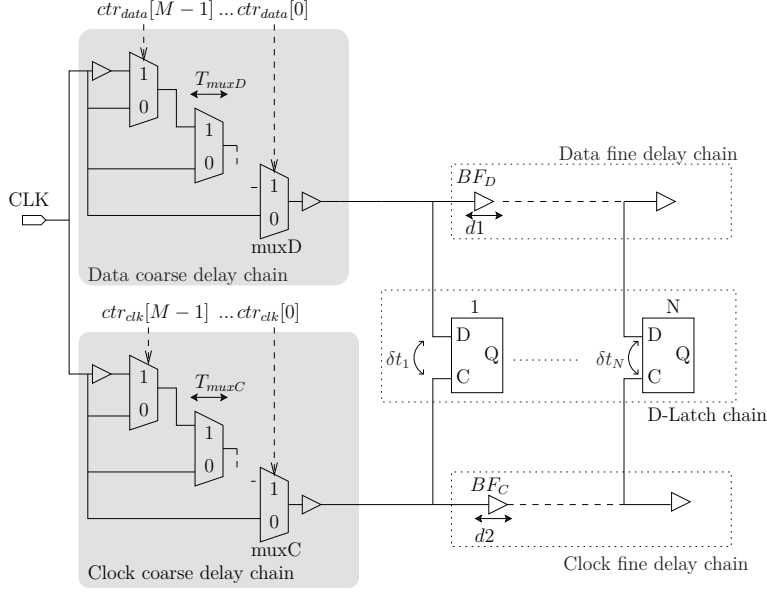 ctr_data[M − 1] ... ctr_data[0]
1
0
T_muxD
1
0
1
0
muxD
Data coarse delay chain
CLK
Data fine delay chain
BF_D
d1
ctr_clk[M − 1] ... ctr_clk[0]
1
0
T_muxC
1
0
1
0
muxC
Clock coarse delay chain
1
N
D
Q
C
δt_1
δt_N
D
Q
C
D-Latch chain
BF_C
d2
Clock fine delay chain